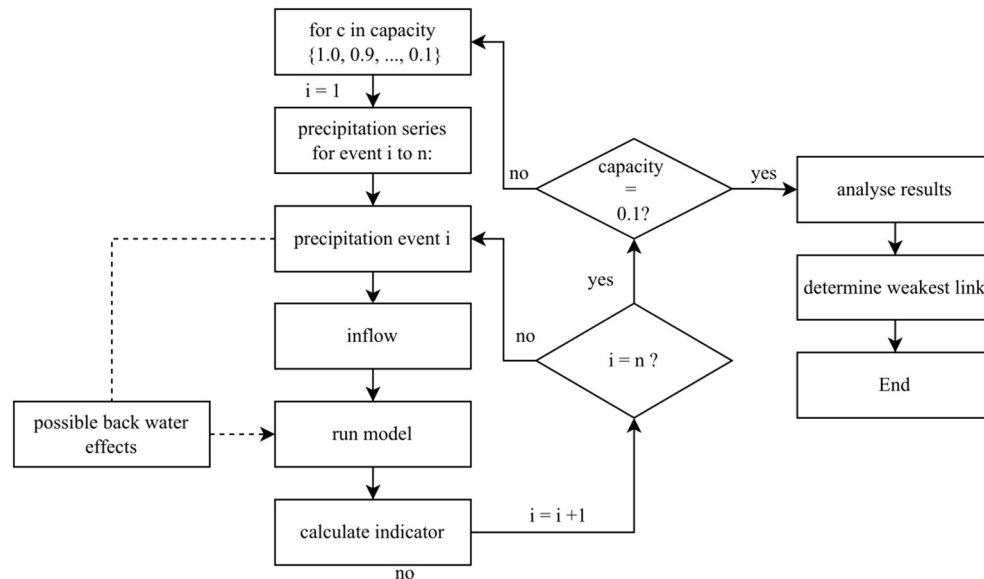 for c in capacity
{1.0, 0.9, ..., 0.1}
i = 1
precipitation series
for event i to n:
precipitation event i
inflow
possible back water
effects
run model
calculate indicator
no
i = i +1
i = n ?
no
yes
capacity
=
0.1?
no
yes
analyse results
determine weakest link
End